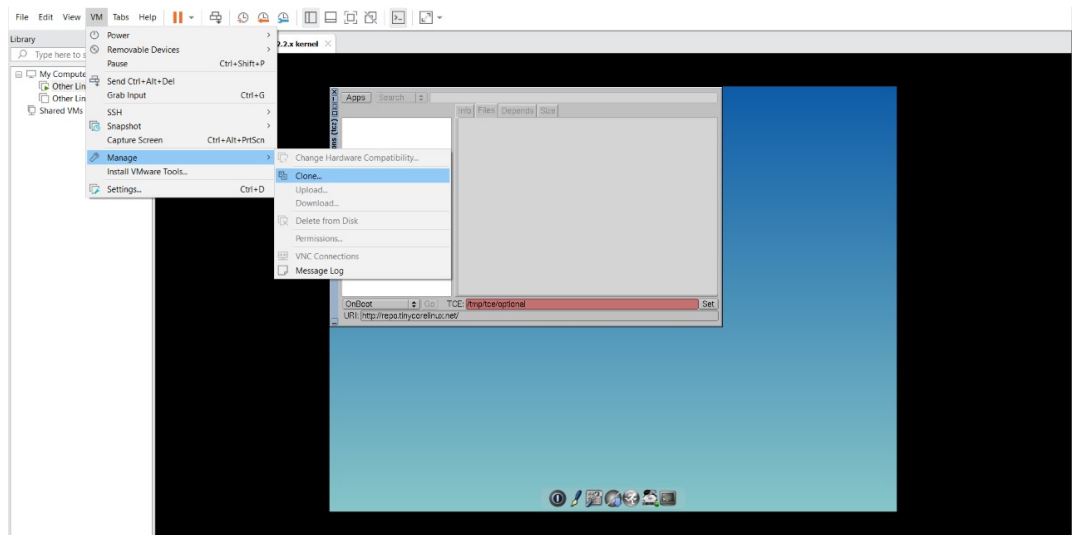 File Edit View VM Tabs Help
Library
Type here to s
My Compute
Other Lin
Other Lin
Shared VMs
Power
Removable Devices
Pause Ctrl+Shift+P
Send Ctrl+Alt+Del
Grab Input Ctrl+G
SSH
Snapshot
Capture Screen Ctrl+Alt+PrtScn
Manage
Install VMware Tools...
Settings... Ctrl+D
Change Hardware Compatibility...
Clone...
Upload...
Download...
Delete from Disk
Permissions...
VNC Connections
Message Log
2.2.x kernel
Apps Search
Info Files Depends Size
ons (tcz)
OnBoot Go TCE: /tmp/tce/optional Set
URI: http://repo.tinycorelinux.net/